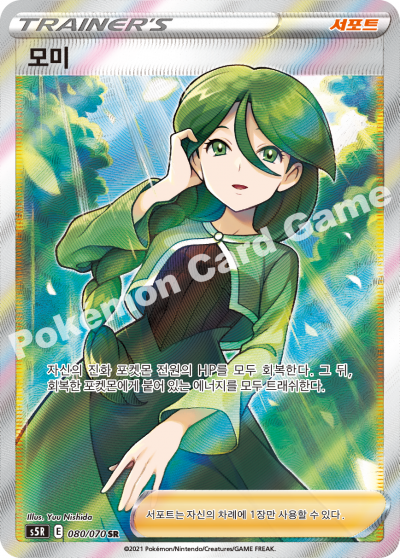 TRAINER'S
서포트
모미
Pokémon Card Game
자신의 진화 포켓몬 전원의 HP를 모두 회복한다. 그 뒤,
회복한 포켓몬에게 붙어 있는 에너지를 모두 트래쉬한다.
Illus. Yuu Nishida
s5R E 080/070 SR
서포트는 자신의 차례에 1장만 사용할 수 있다.
©2021 Pokémon/Nintendo/Creatures/GAME FREAK.